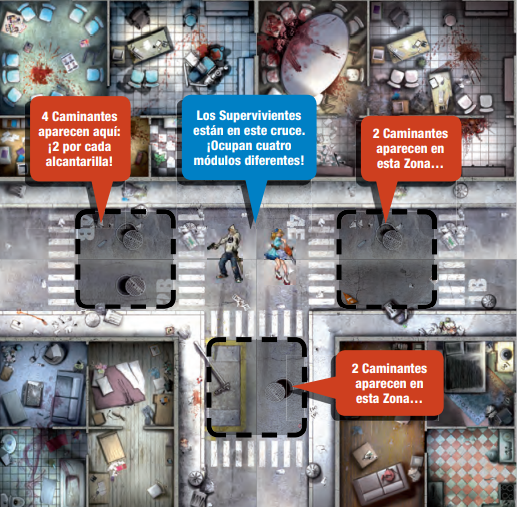 4 Caminantes
aparecen aquí:
¡2 por cada
alcantarilla!
Los Supervivientes
están en este cruce.
¡Ocupan cuatro
módulos diferentes!
2 Caminantes
aparecen en
esta Zona…
4E
2 Caminantes
aparecen en
esta Zona…